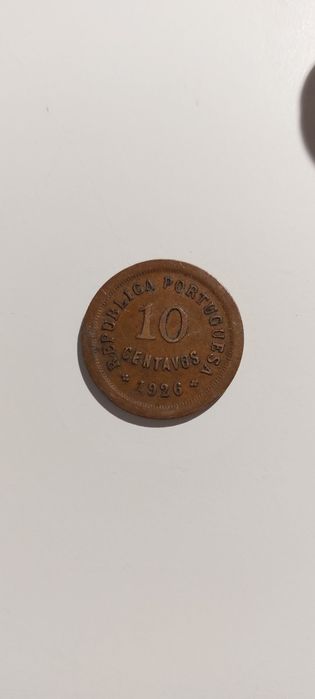 REPUBLICA PORTUGUESA
10
CENTAVOS
* 1926 *